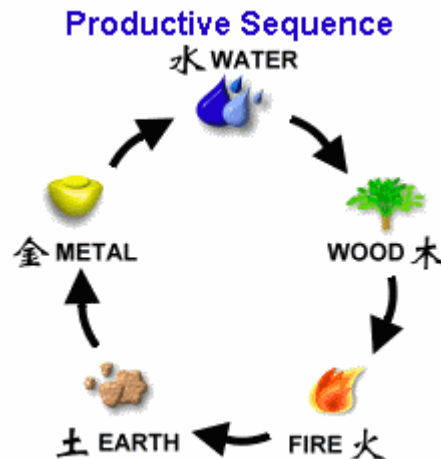 Productive Sequence
水 WATER
金 METAL
WOOD 木
土 EARTH
FIRE 火